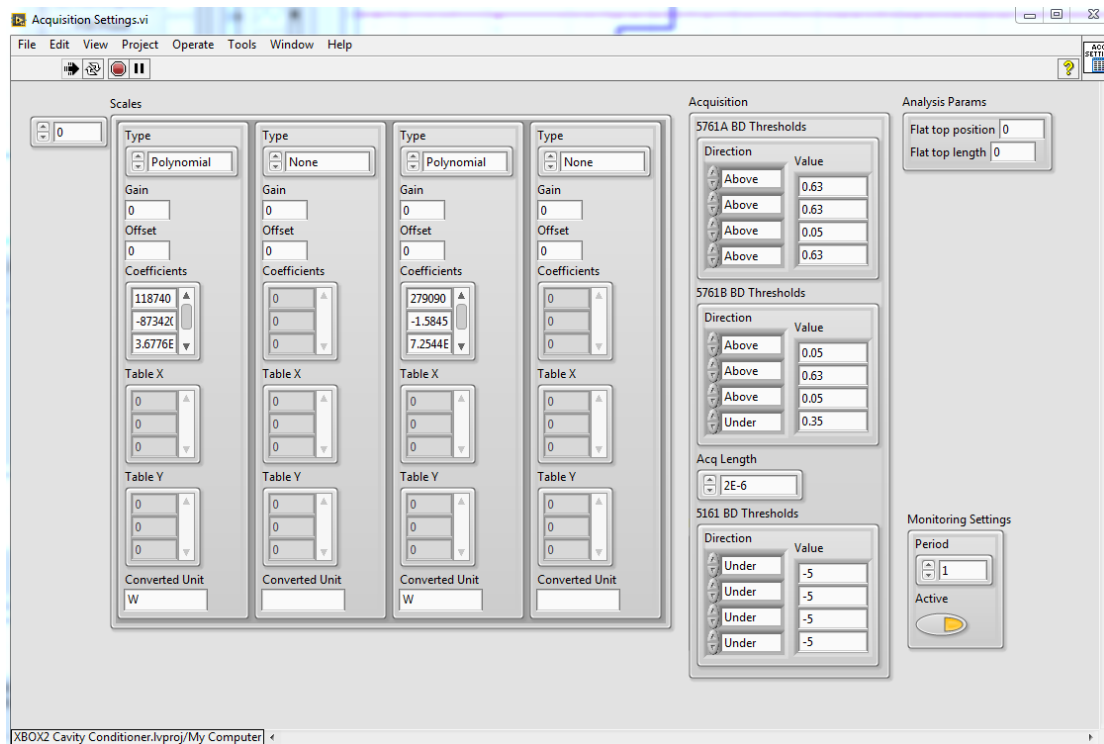 Acquisition Settings.vi
File Edit View Project Operate Tools Window Help
ACQ
SETTI
Scales
0
Type
Polynomial
Gain
0
Offset
0
Coefficients
118740
-87342(
3.6776E
Table X
0
0
0
Table Y
0
0
0
Converted Unit
W
Type
None
Gain
0
Offset
0
Coefficients
0
0
0
Table X
0
0
0
Table Y
0
0
0
Converted Unit
Type
Polynomial
Gain
0
Offset
0
Coefficients
279090
-1.5845
7.2544E
Table X
0
0
0
Table Y
0
0
0
Converted Unit
W
Type
None
Gain
0
Offset
0
Coefficients
0
0
0
Table X
0
0
0
Table Y
0
0
0
Converted Unit
Acquisition
5761A BD Thresholds
Direction Value
Above 0.63
Above 0.63
Above 0.05
Above 0.63
5761B BD Thresholds
Direction Value
Above 0.05
Above 0.63
Above 0.05
Under 0.35
Acq Length
2E-6
5161 BD Thresholds
Direction Value
Under -5
Under -5
Under -5
Under -5
Analysis Params
Flat top position 0
Flat top length 0
Monitoring Settings
Period
1
Active
XBOX2 Cavity Conditioner.lvproj/My Computer